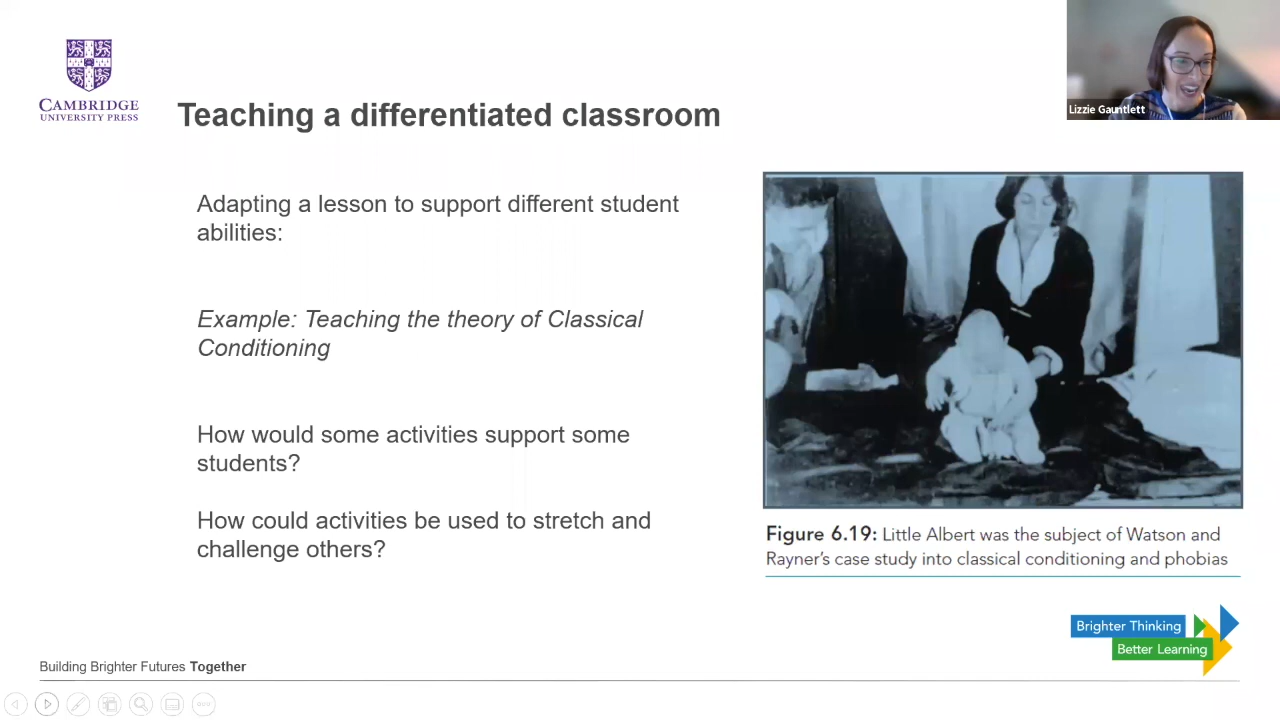 CAMBRIDGE
UNIVERSITY PRESS
Teaching a differentiated classroom
Lizzie Gauntlett
Adapting a lesson to support different student
abilities:
Example: Teaching the theory of Classical
Conditioning
How would some activities support some
students?
How could activities be used to stretch and
challenge others?
Figure 6.19: Little Albert was the subject of Watson and
Rayner’s case study into classical conditioning and phobias
Brighter Thinking
Better Learning
Building Brighter Futures Together